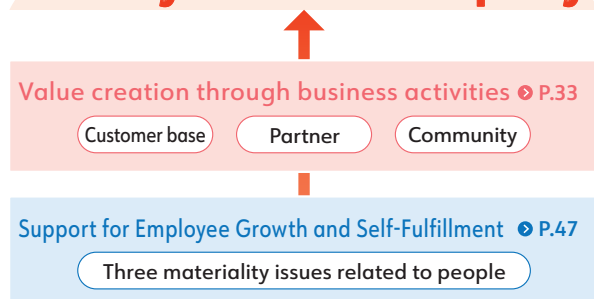 Value creation through business activities P.33
Customer base Partner Community
Support for Employee Growth and Self-Fulfillment P.47
Three materiality issues related to people